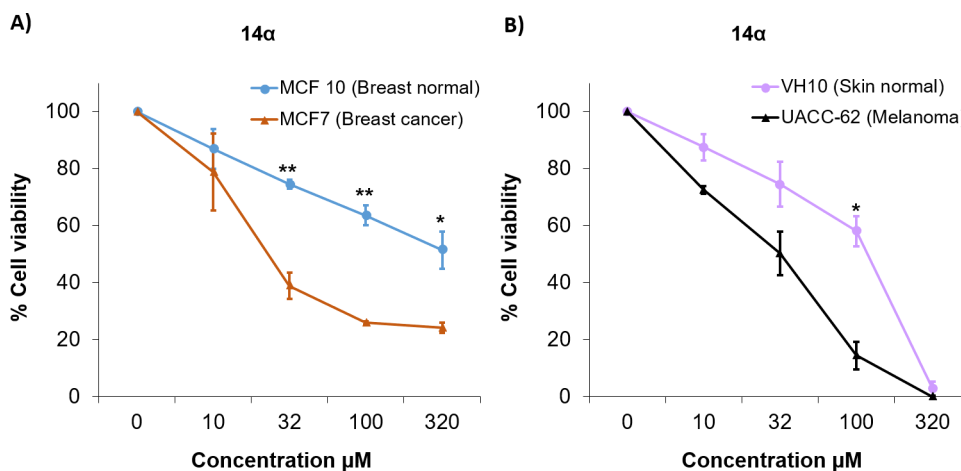 A)
14α
MCF 10 (Breast normal)
MCF7 (Breast cancer)
100
80
60
40
20
0
% Cell viability
**
**
*
0 10 32 100 320
Concentration µM
B)
14α
VH10 (Skin normal)
UACC-62 (Melanoma
100
80
60
40
20
0
% Cell viability
*
0 10 32 100 320
Concentration µM